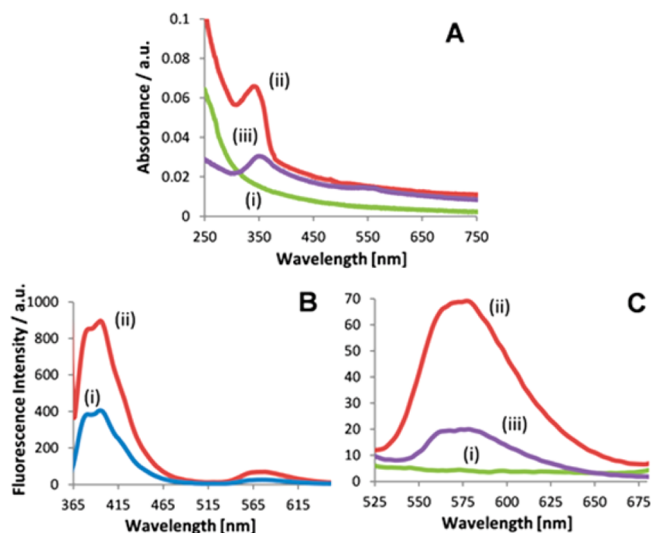 A
Absorbance / a.u.
0.1
0.08
0.06
0.04
0.02
0
(ii)
(iii)
(i)
250 350 450 550 650 750
Wavelength [nm]
B
Fluorescence Intensity / a.u.
1000
800
600
400
200
0
(ii)
(i)
365 415 465 515 565 615
Wavelength [nm]
C
70
60
50
40
30
20
10
0
(ii)
(iii)
(i)
525 550 575 600 625 650 675
Wavelength [nm]